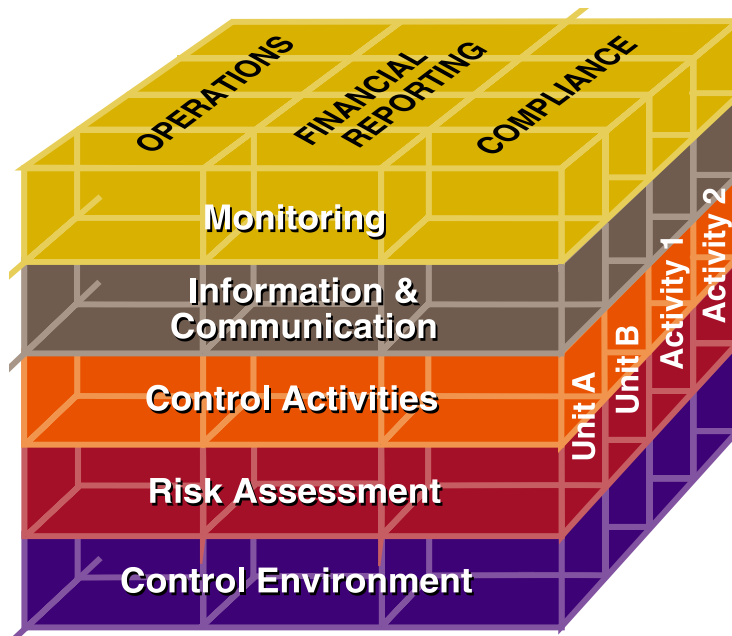 OPERATIONS
FINANCIAL
REPORTING
COMPLIANCE
Monitoring
Information &
Communication
Control Activities
Risk Assessment
Control Environment
Unit A
Unit B
Activity 1
Activity 2